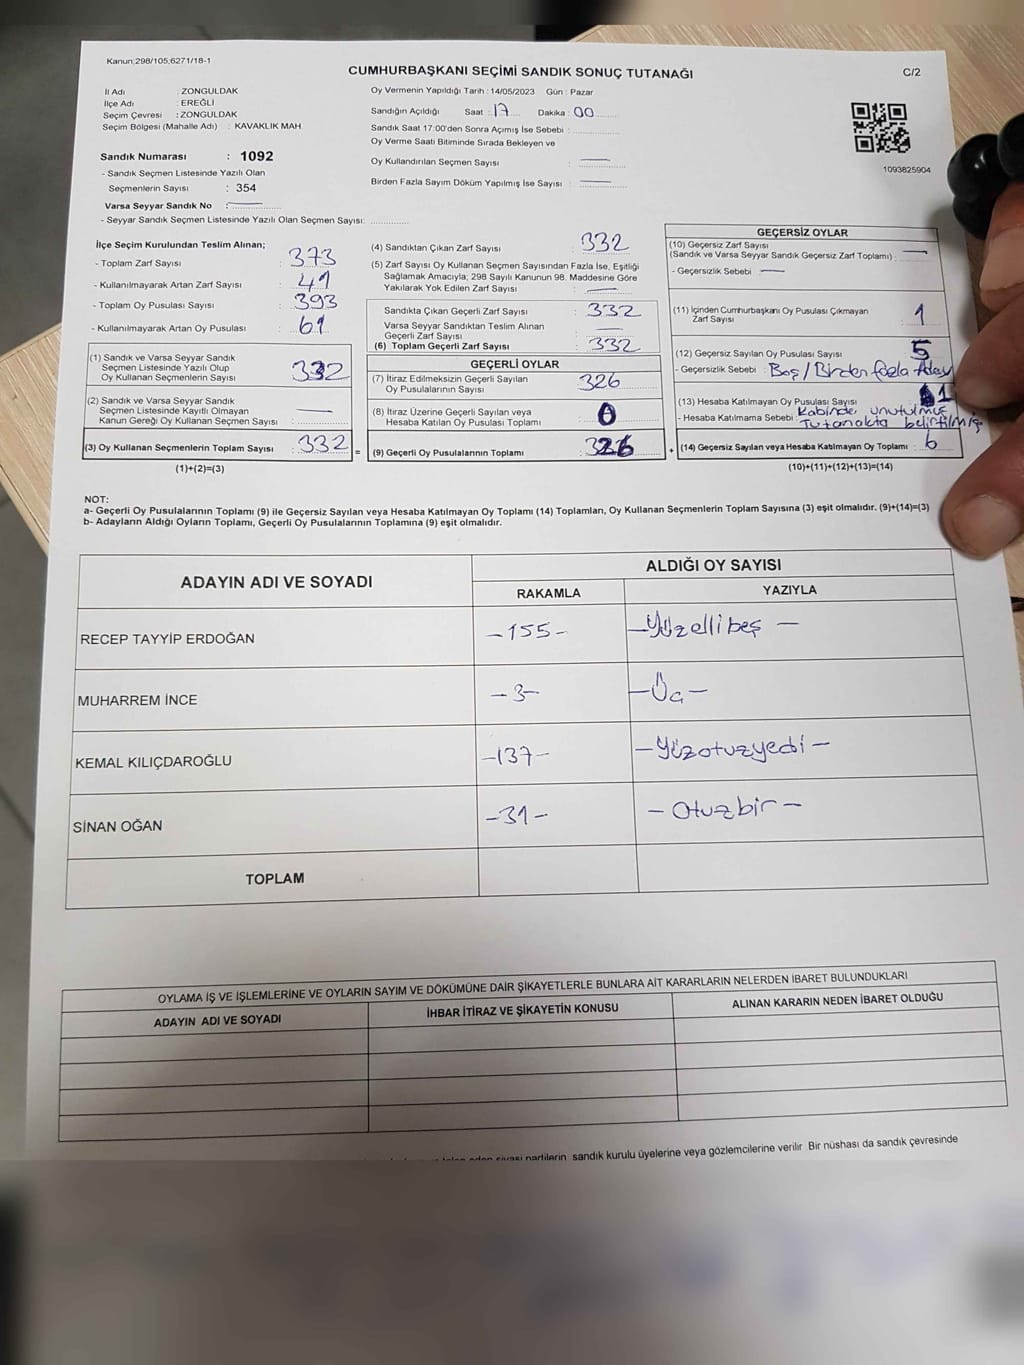 Kanun;298/105,6271/18-1
CUMHURBAŞKANI SEÇİMİ SANDIK SONUÇ TUTANAĞI
C/2
İl Adı : ZONGULDAK
İlçe Adı : EREĞLİ
Seçim Çevresi : ZONGULDAK
Seçim Bölgesi (Mahalle Adı) : KAVAKLIK MAH
Sandık Numarası : 1092
- Sandık Seçmen Listesinde Yazılı Olan
Seçmenlerin Sayısı : 354
Varsa Seyyar Sandık No :
- Seyyar Sandık Seçmen Listesinde Yazılı Olan Seçmen Sayısı: ............
Oy Vermenin Yapıldığı Tarih : 14/05/2023 Gün : Pazar
Sandığın Açıldığı Saat : 17 Dakika : 00
Sandık Saat 17:00'den Sonra Açımış İse Sebebi :
Oy Verme Saati Bitiminde Sırada Bekleyen ve
Oy Kullandırılan Seçmen Sayısı : —
Birden Fazla Sayım Döküm Yapılmış İse Sayısı : —
1093825904
İlçe Seçim Kurulundan Teslim Alınan;
- Toplam Zarf Sayısı : 373
- Kullanılmayarak Artan Zarf Sayısı : 41
- Toplam Oy Pusulası Sayısı : 393
- Kullanılmayarak Artan Oy Pusulası : 61
(1) Sandık ve Varsa Seyyar Sandık
Seçmen Listesinde Yazılı Olup
Oy Kullanan Seçmenlerin Sayısı : 332
(2) Sandık ve Varsa Seyyar Sandık
Seçmen Listesinde Kayıtlı Olmayan
Kanun Gereği Oy Kullanan Seçmen Sayısı : —
(3) Oy Kullanan Seçmenlerin Toplam Sayısı : 332 =
(1)+(2)=(3)
(4) Sandıktan Çıkan Zarf Sayısı : 332
(5) Zarf Sayısı Oy Kullanan Seçmen Sayısından Fazla İse, Eşitliği
Sağlamak Amacıyla; 298 Sayılı Kanunun 98. Maddesine Göre
Yakılarak Yok Edilen Zarf Sayısı : —
Sandıkta Çıkan Geçerli Zarf Sayısı : 332
Varsa Seyyar Sandıktan Teslim Alınan
Geçerli Zarf Sayısı : —
(6) Toplam Geçerli Zarf Sayısı : 332
GEÇERLİ OYLAR
(7) İtiraz Edilmeksizin Geçerli Sayılan
Oy Pusulalarının Sayısı : 326
(8) İtiraz Üzerine Geçerli Sayılan veya
Hesaba Katılan Oy Pusulası Toplamı : 0
(9) Geçerli Oy Pusulalarının Toplamı : 326 +
GEÇERSİZ OYLAR
(10) Geçersiz Zarf Sayısı
(Sandık ve Varsa Seyyar Sandık Geçersiz Zarf Toplamı) : —
- Geçersizlik Sebebi : —
(11) İçinden Cumhurbaşkanı Oy Pusulası Çıkmayan
Zarf Sayısı : 1
(12) Geçersiz Sayılan Oy Pusulası Sayısı : 5
- Geçersizlik Sebebi : Boş / Birden fazla Aday
(13) Hesaba Katılmayan Oy Pusulası Sayısı
- Hesaba Katılmama Sebebi : Kabinde unutulmuş
Tutanakta belirtilmiş
(14) Geçersiz Sayılan veya Hesaba Katılmayan Oy Toplamı : 6
(10)+(11)+(12)+(13)=(14)
NOT:
a- Geçerli Oy Pusulalarının Toplamı (9) ile Geçersiz Sayılan veya Hesaba Katılmayan Oy Toplamı (14) Toplamları, Oy Kullanan Seçmenlerin Toplam Sayısına (3) eşit olmalıdır. (9)+(14)=(3)
b- Adayların Aldığı Oyların Toplamı, Geçerli Oy Pusulalarının Toplamına (9) eşit olmalıdır.
ADAYIN ADI VE SOYADI
ALDIĞI OY SAYISI
RAKAMLA YAZIYLA
RECEP TAYYİP ERDOĞAN -155- -Yüzellibeş-
MUHARREM İNCE -3- -Üç-
KEMAL KILIÇDAROĞLU -137- -Yüzotuzyedi-
SİNAN OĞAN -31- -Otuzbir-
TOPLAM
OYLAMA İŞ VE İŞLEMLERİNE VE OYLARIN SAYIM VE DÖKÜMÜNE DAİR ŞİKAYETLERLE BUNLARA AİT KARARLARIN NELERDEN İBARET BULUNDUKLARI
ADAYIN ADI VE SOYADI İHBAR İTİRAZ VE ŞİKAYETİN KONUSU ALINAN KARARIN NEDEN İBARET OLDUĞU
siyasi partilerin sandık kurulu üyelerine veya gözlemcilerine verilir Bir nüshası da sandık çevresinde